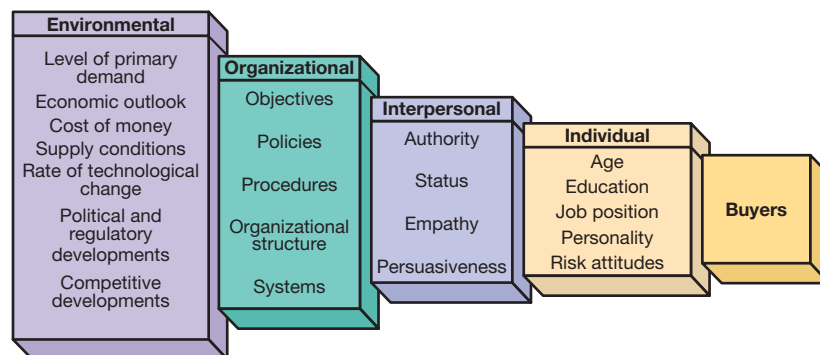 Environmental
Level of primary
demand
Economic outlook
Cost of money
Supply conditions
Rate of technological
change
Political and
regulatory
developments
Competitive
developments
Organizational
Objectives
Policies
Procedures
Organizational
structure
Systems
Interpersonal
Authority
Status
Empathy
Persuasiveness
Individual
Age
Education
Job position
Personality
Risk attitudes
Buyers